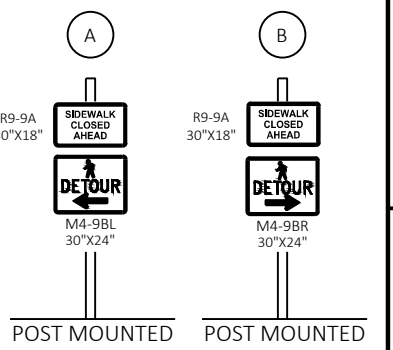 A
R9-9A
0"X18"
SIDEWALK
CLOSED
AHEAD
DETOUR
M4-9BL
30"X24"
POST MOUNTED
B
R9-9A
30"X18"
SIDEWALK
CLOSED
AHEAD
DETOUR
M4-9BR
30"X24"
POST MOUNTED